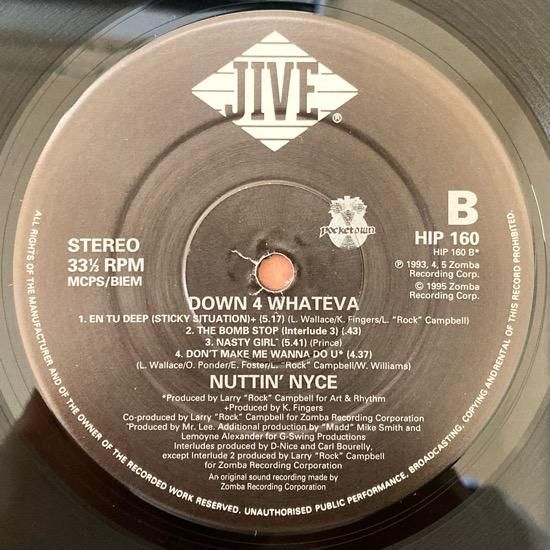 JIVE
®
pocketown
STEREO
33⅓ RPM
MCPS/BIEM
B
HIP 160
HIP 160 B*
℗ 1993, 4, 5 Zomba
Recording Corp.
© 1995 Zomba
Recording Corp.
DOWN 4 WHATEVA
1. EN TU DEEP (STICKY SITUATION)+ (5.17) (L. Wallace/K. Fingers/L. "Rock" Campbell)
2. THE BOMB STOP (Interlude 3) (.43)
3. NASTY GIRL ̃ (5.41) (Prince)
4. DON'T MAKE ME WANNA DO U* (4.37)
(L. Wallace/O. Ponder/E. Foster/L. "Rock" Campbell/W. Williams)
NUTTIN' NYCE
*Produced by Larry "Rock" Campbell for Art & Rhythm
+Produced by K. Fingers
Co-produced by Larry "Rock" Campbell for Zomba Recording Corporation
˜Produced by Mr. Lee. Additional production by "Madd" Mike Smith and
Lemoyne Alexander for G-Swing Productions
Interludes produced by D-Nice and Carl Bourelly,
except Interlude 2 produced by Larry "Rock" Campbell
for Zomba Recording Corporation
An original sound recording made by
Zomba Recording Corporation
ALL RIGHTS OF THE MANUFACTURER AND OF THE OWNER OF THE RECORDED WORK RESERVED. UNAUTHORISED PUBLIC PERFORMANCE, BROADCASTING, COPYING AND RENTAL OF THIS RECORD PROHIBITED.